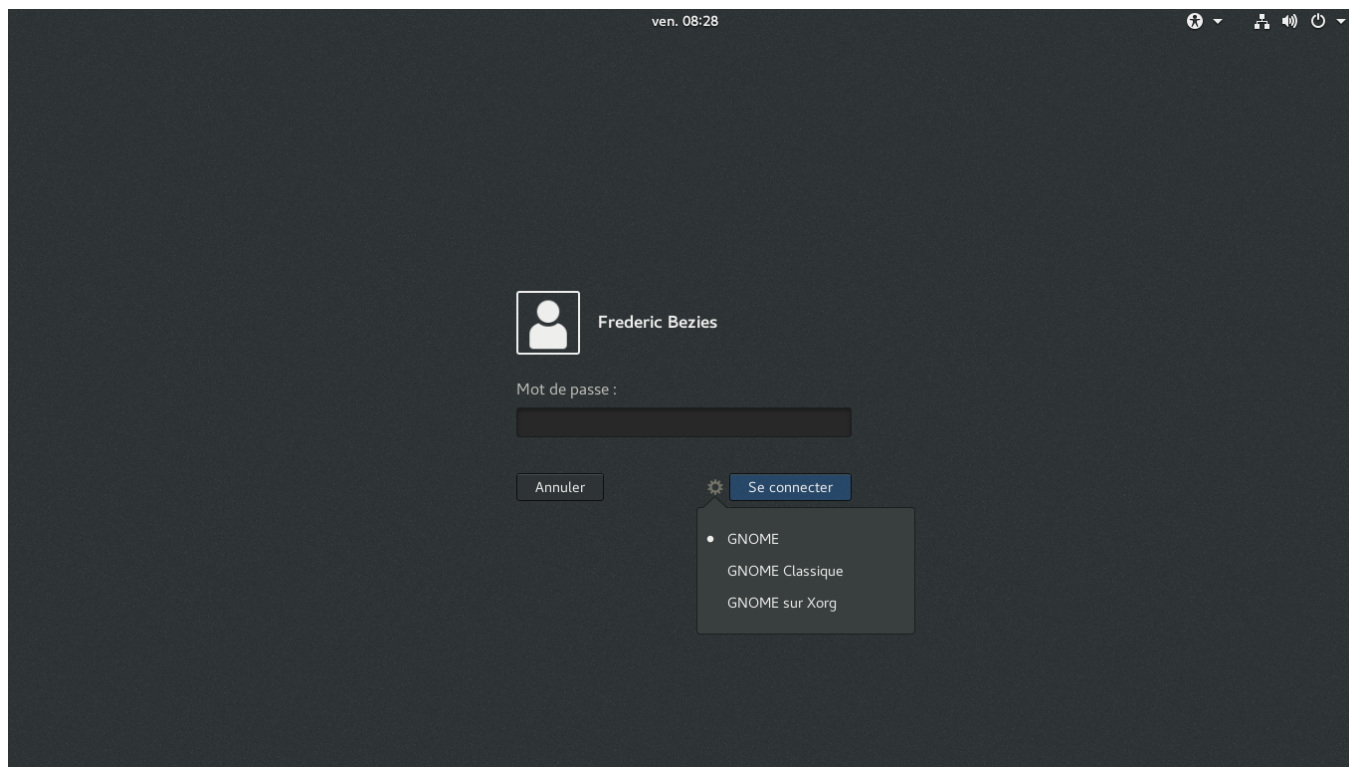 ven. 08:28
Frederic Bezies
Mot de passe :
Annuler
Se connecter
GNOME
GNOME Classique
GNOME sur Xorg